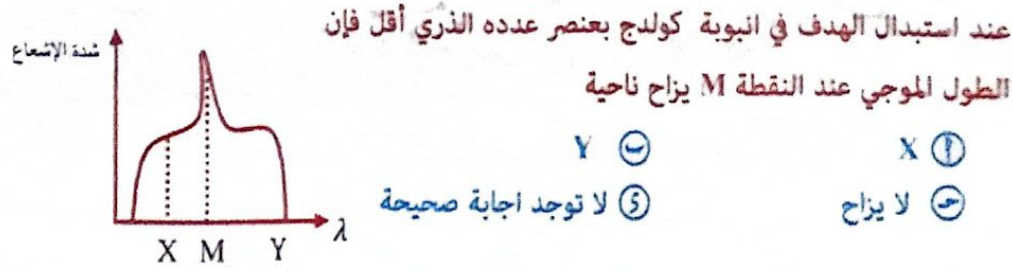 عند استبدال الهدف في انبوبة كولدج بعنصر عدده الذري أقل فإن
الطول الموجي عند النقطة M يزاح ناحية
أ X
ب Y
جـ لا يزاح
د لا توجد اجابة صحيحة
شدة الإشعاع
X M Y λ